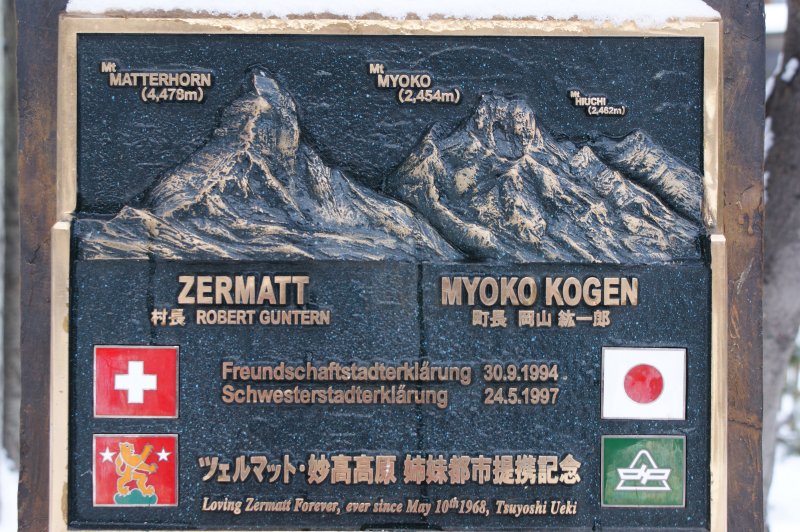 Mt MATTERHORN
(4,478m)
Mt MYOKO
(2,454m)
Mt HIUCHI
(2,462m)
ZERMATT
村長 ROBERT GUNTERN
MYOKO KOGEN
町長 岡山 紘一郎
Freundschaftstadterklärung 30.9.1994
Schwesterstadterklärung 24.5.1997
ツェルマット・妙高高原 姉妹都市提携記念
Loving Zermatt Forever, ever since May 10th 1968, Tsuyoshi Ueki